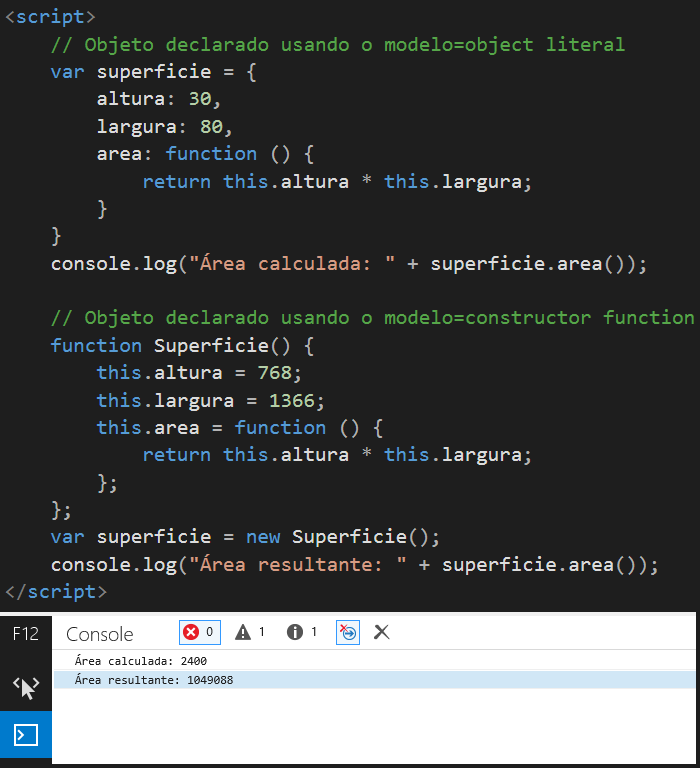 <script>
// Objeto declarado usando o modelo=object literal
var superficie = {
altura: 30,
largura: 80,
area: function () {
return this.altura * this.largura;
}
}
console.log("Área calculada: " + superficie.area());
// Objeto declarado usando o modelo=constructor function
function Superficie() {
this.altura = 768;
this.largura = 1366;
this.area = function () {
return this.altura * this.largura;
};
};
var superficie = new Superficie();
console.log("Área resultante: " + superficie.area());
</script>
F12 Console 0 1 1
Área calculada: 2400
Área resultante: 1049088